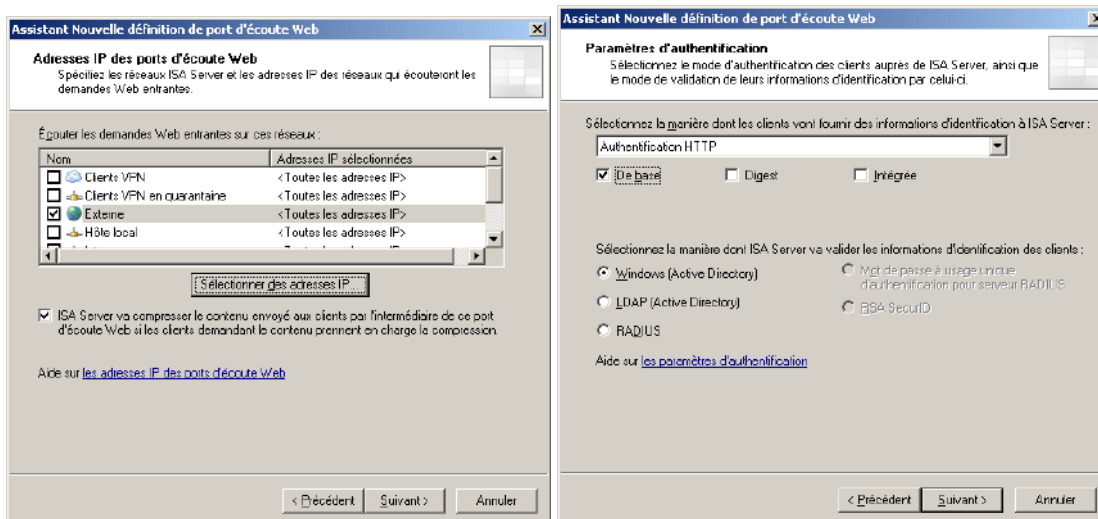 Assistant Nouvelle définition de port d'écoute Web
Adresses IP des ports d'écoute Web
Spécifiez les réseaux ISA Server et les adresses IP des réseaux qui écouteront les
demandes Web entrantes.
Écouter les demandes Web entrantes sur ces réseaux :
Nom Adresses IP sélectionnées
Clients VPN <Toutes les adresses IP>
Clients VPN en quarantaine <Toutes les adresses IP>
Externe <Toutes les adresses IP>
Hôte local <Toutes les adresses IP>
Sélectionner des adresses IP...
ISA Server va compresser le contenu envoyé aux clients par l'intermédiaire de ce port
d'écoute Web si les clients demandant le contenu prennent en charge la compression.
Aide sur les adresses IP des ports d'écoute Web
< Précédent Suivant > Annuler
Assistant Nouvelle définition de port d'écoute Web
Paramètres d'authentification
Sélectionnez le mode d'authentification des clients auprès de ISA Server, ainsi que
le mode de validation de leurs informations d'identification par celui-ci.
Sélectionnez la manière dont les clients vont fournir des informations d'identification à ISA Server :
Authentification HTTP
De base Digest Intégrée
Sélectionnez la manière dont ISA Server va valider les informations d'identification des clients :
Windows (Active Directory) Mot de passe à usage unique
d'authentification pour serveur RADIUS
LDAP (Active Directory) RSA SecurID
RADIUS
Aide sur les paramètres d'authentification
< Précédent Suivant > Annuler